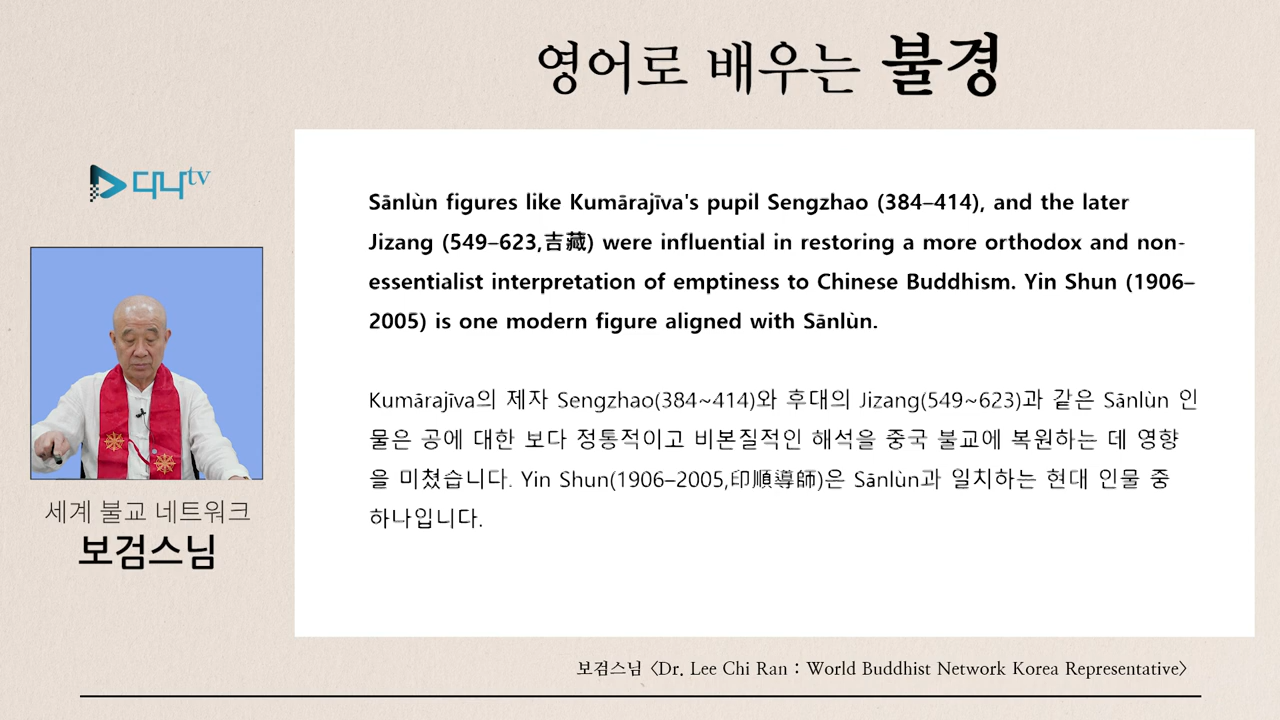 영어로 배우는 불경
디나tv
Sānlùn figures like Kumārajīva's pupil Sengzhao (384–414), and the later
Jizang (549–623,吉藏) were influential in restoring a more orthodox and non-
essentialist interpretation of emptiness to Chinese Buddhism. Yin Shun (1906–
2005) is one modern figure aligned with Sānlùn.
Kumārajīva의 제자 Sengzhao(384~414)와 후대의 Jizang(549~623)과 같은 Sānlùn 인
물은 공에 대한 보다 정통적이고 비본질적인 해석을 중국 불교에 복원하는 데 영향
을 미쳤습니다. Yin Shun(1906–2005,印順導師)은 Sānlùn과 일치하는 현대 인물 중
하나입니다.
세계 불교 네트워크
보검스님
보검스님 <Dr. Lee Chi Ran : World Buddhist Network Korea Representative>